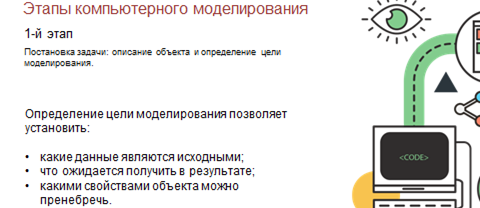 Этапы компьютерного моделирования
1-й этап
Постановка задачи: описание объекта и определение цели
моделирования.
Определение цели моделирования позволяет
установить:
• какие данные являются исходными;
• что ожидается получить в результате;
• какими свойствами объекта можно
пренебречь.
<CODE>